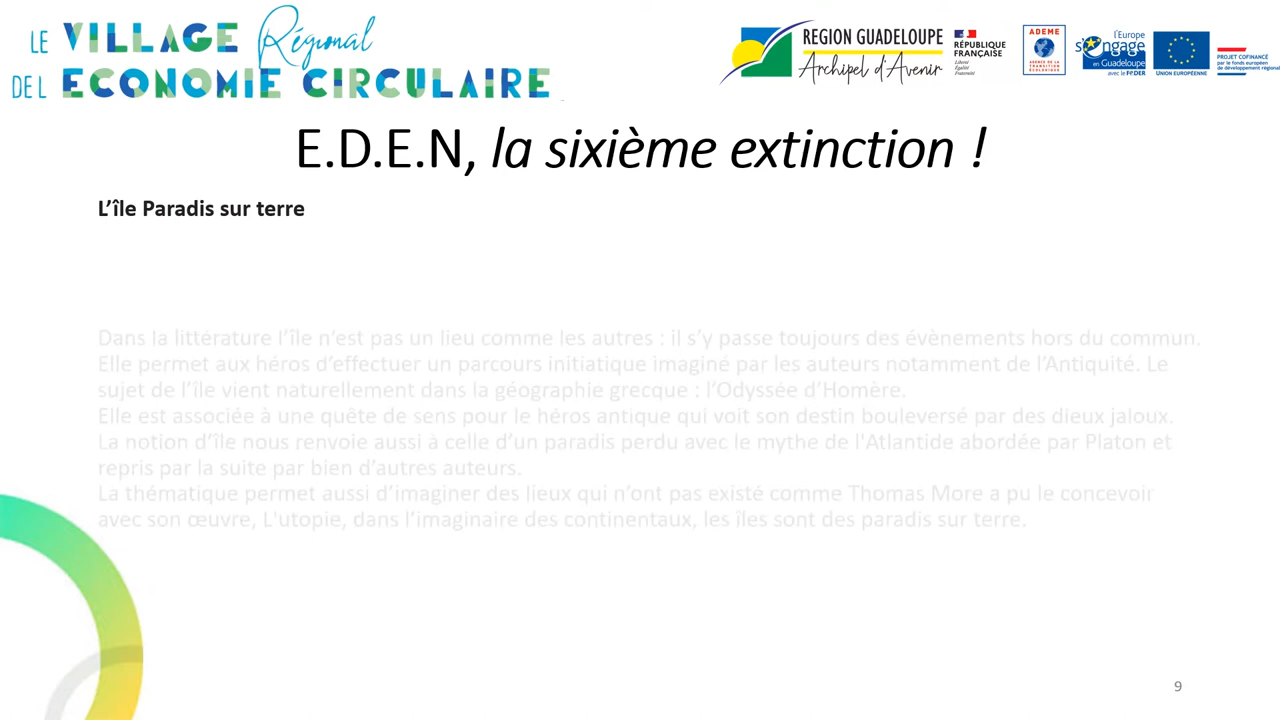 LE VILLAGE Régional
DE L ECONOMIE CIRCULAIRE
REGION GUADELOUPE
Archipel d'Avenir
RÉPUBLIQUE
FRANÇAISE
Liberté
Égalité
Fraternité
ADEME
AGENCE DE LA
TRANSITION
ÉCOLOGIQUE
l'Europe
s'engage
en Guadeloupe
avec le FEDER
UNION EUROPÉENNE
PROJET COFINANCÉ
par le fonds européen
de développement régional
E.D.E.N, la sixième extinction !
L'île Paradis sur terre
Dans la littérature l'île n'est pas un lieu comme les autres : il s'y passe toujours des évènements hors du commun.
Elle permet aux héros d'effectuer un parcours initiatique imaginé par les auteurs notamment de l'Antiquité. Le
sujet de l'île vient naturellement dans la géographie grecque : l'Odyssée d'Homère.
Elle est associée à une quête de sens pour le héros antique qui voit son destin bouleversé par des dieux jaloux.
La notion d'île nous renvoie aussi à celle d'un paradis perdu avec le mythe de l'Atlantide abordée par Platon et
repris par la suite par bien d'autres auteurs.
La thématique permet aussi d'imaginer des lieux qui n'ont pas existé comme Thomas More a pu le concevoir
avec son œuvre, L'utopie, dans l'imaginaire des continentaux, les îles sont des paradis sur terre.
9